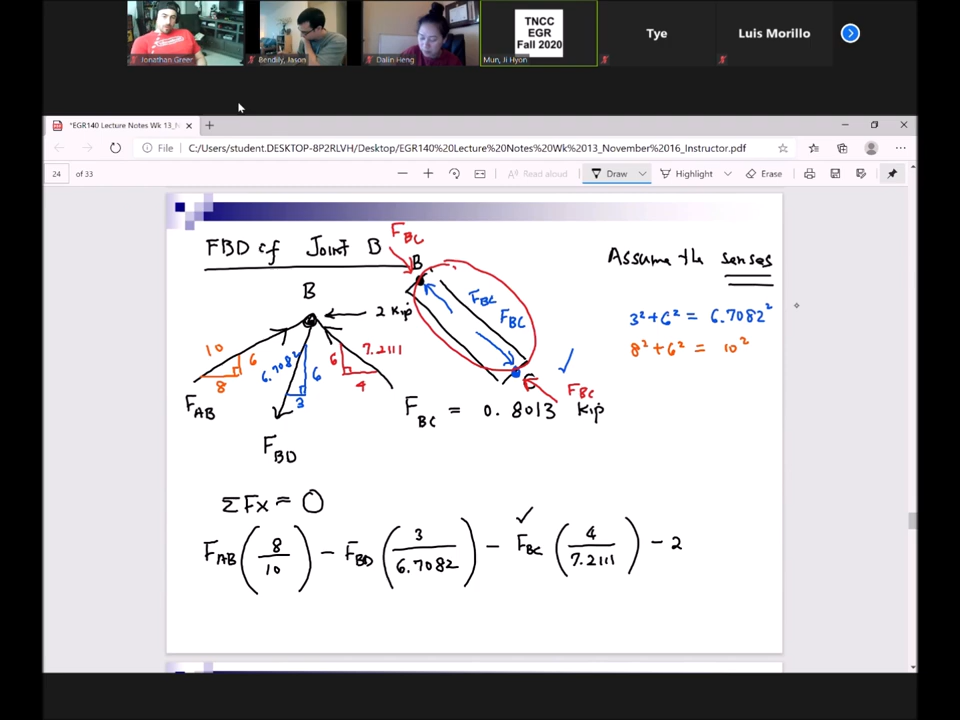 TNCC
EGR
Fall 2020
Tye
Luis Morillo
Jonathan Greer
Bendily, Jason
Dalin Heng
Mun, Ji Hyon
*EGR140 Lecture Notes Wk 13_N
File
C:/Users/student.DESKTOP-8P2RLVH/Desktop/EGR140%20Lecture%20Notes%20Wk%2013_November%2016_Instructor.pdf
24 of 33
Read aloud
Draw
Highlight
Erase
FBD of Joint B
F_BC
B
Assume the senses
B
2 kip
F_BC
F_BC
3² + 6² = 6.7082²
8² + 6² = 10²
10
6
8
6.7082
6
3
6
7.2111
4
C
F_BC
F_AB
F_BC = 0.8013 kip
F_BD
ΣFx = 0
F_AB (8/10) - F_BD (3/6.7082) - F_BC (4/7.2111) - 2